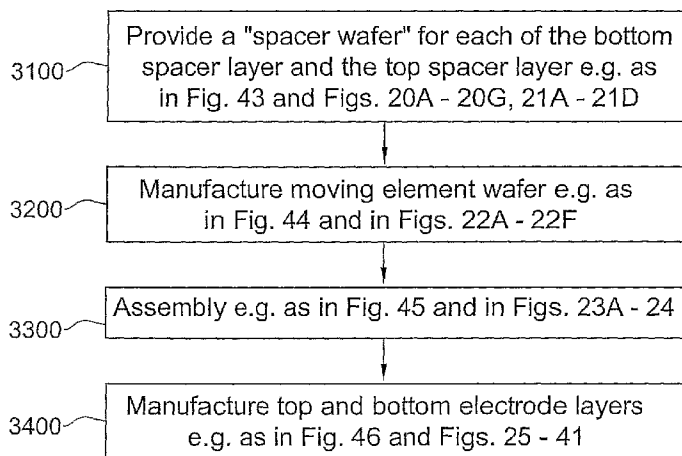 3100
Provide a "spacer wafer" for each of the bottom
spacer layer and the top spacer layer e.g. as
in Fig. 43 and Figs. 20A - 20G, 21A - 21D
3200
Manufacture moving element wafer e.g. as
in Fig. 44 and in Figs. 22A - 22F
3300
Assembly e.g. as in Fig. 45 and in Figs. 23A - 24
3400
Manufacture top and bottom electrode layers
e.g. as in Fig. 46 and Figs. 25 - 41